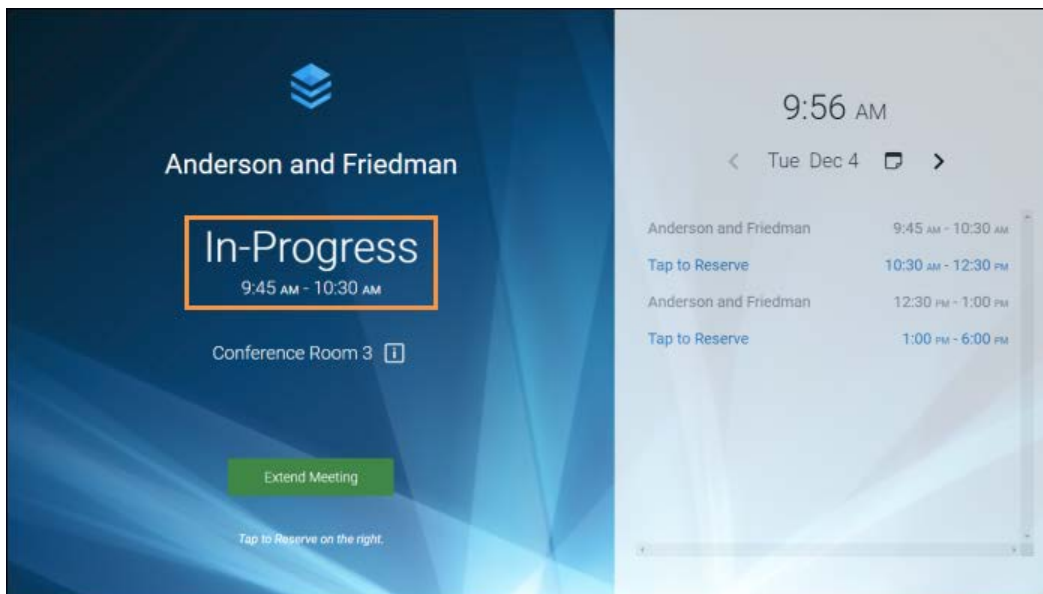 Anderson and Friedman
In-Progress
9:45 AM - 10:30 AM
Conference Room 3
Extend Meeting
Tap to Reserve on the right.
9:56 AM
Tue Dec 4
Anderson and Friedman 9:45 AM - 10:30 AM
Tap to Reserve 10:30 AM - 12:30 PM
Anderson and Friedman 12:30 PM - 1:00 PM
Tap to Reserve 1:00 PM - 6:00 PM